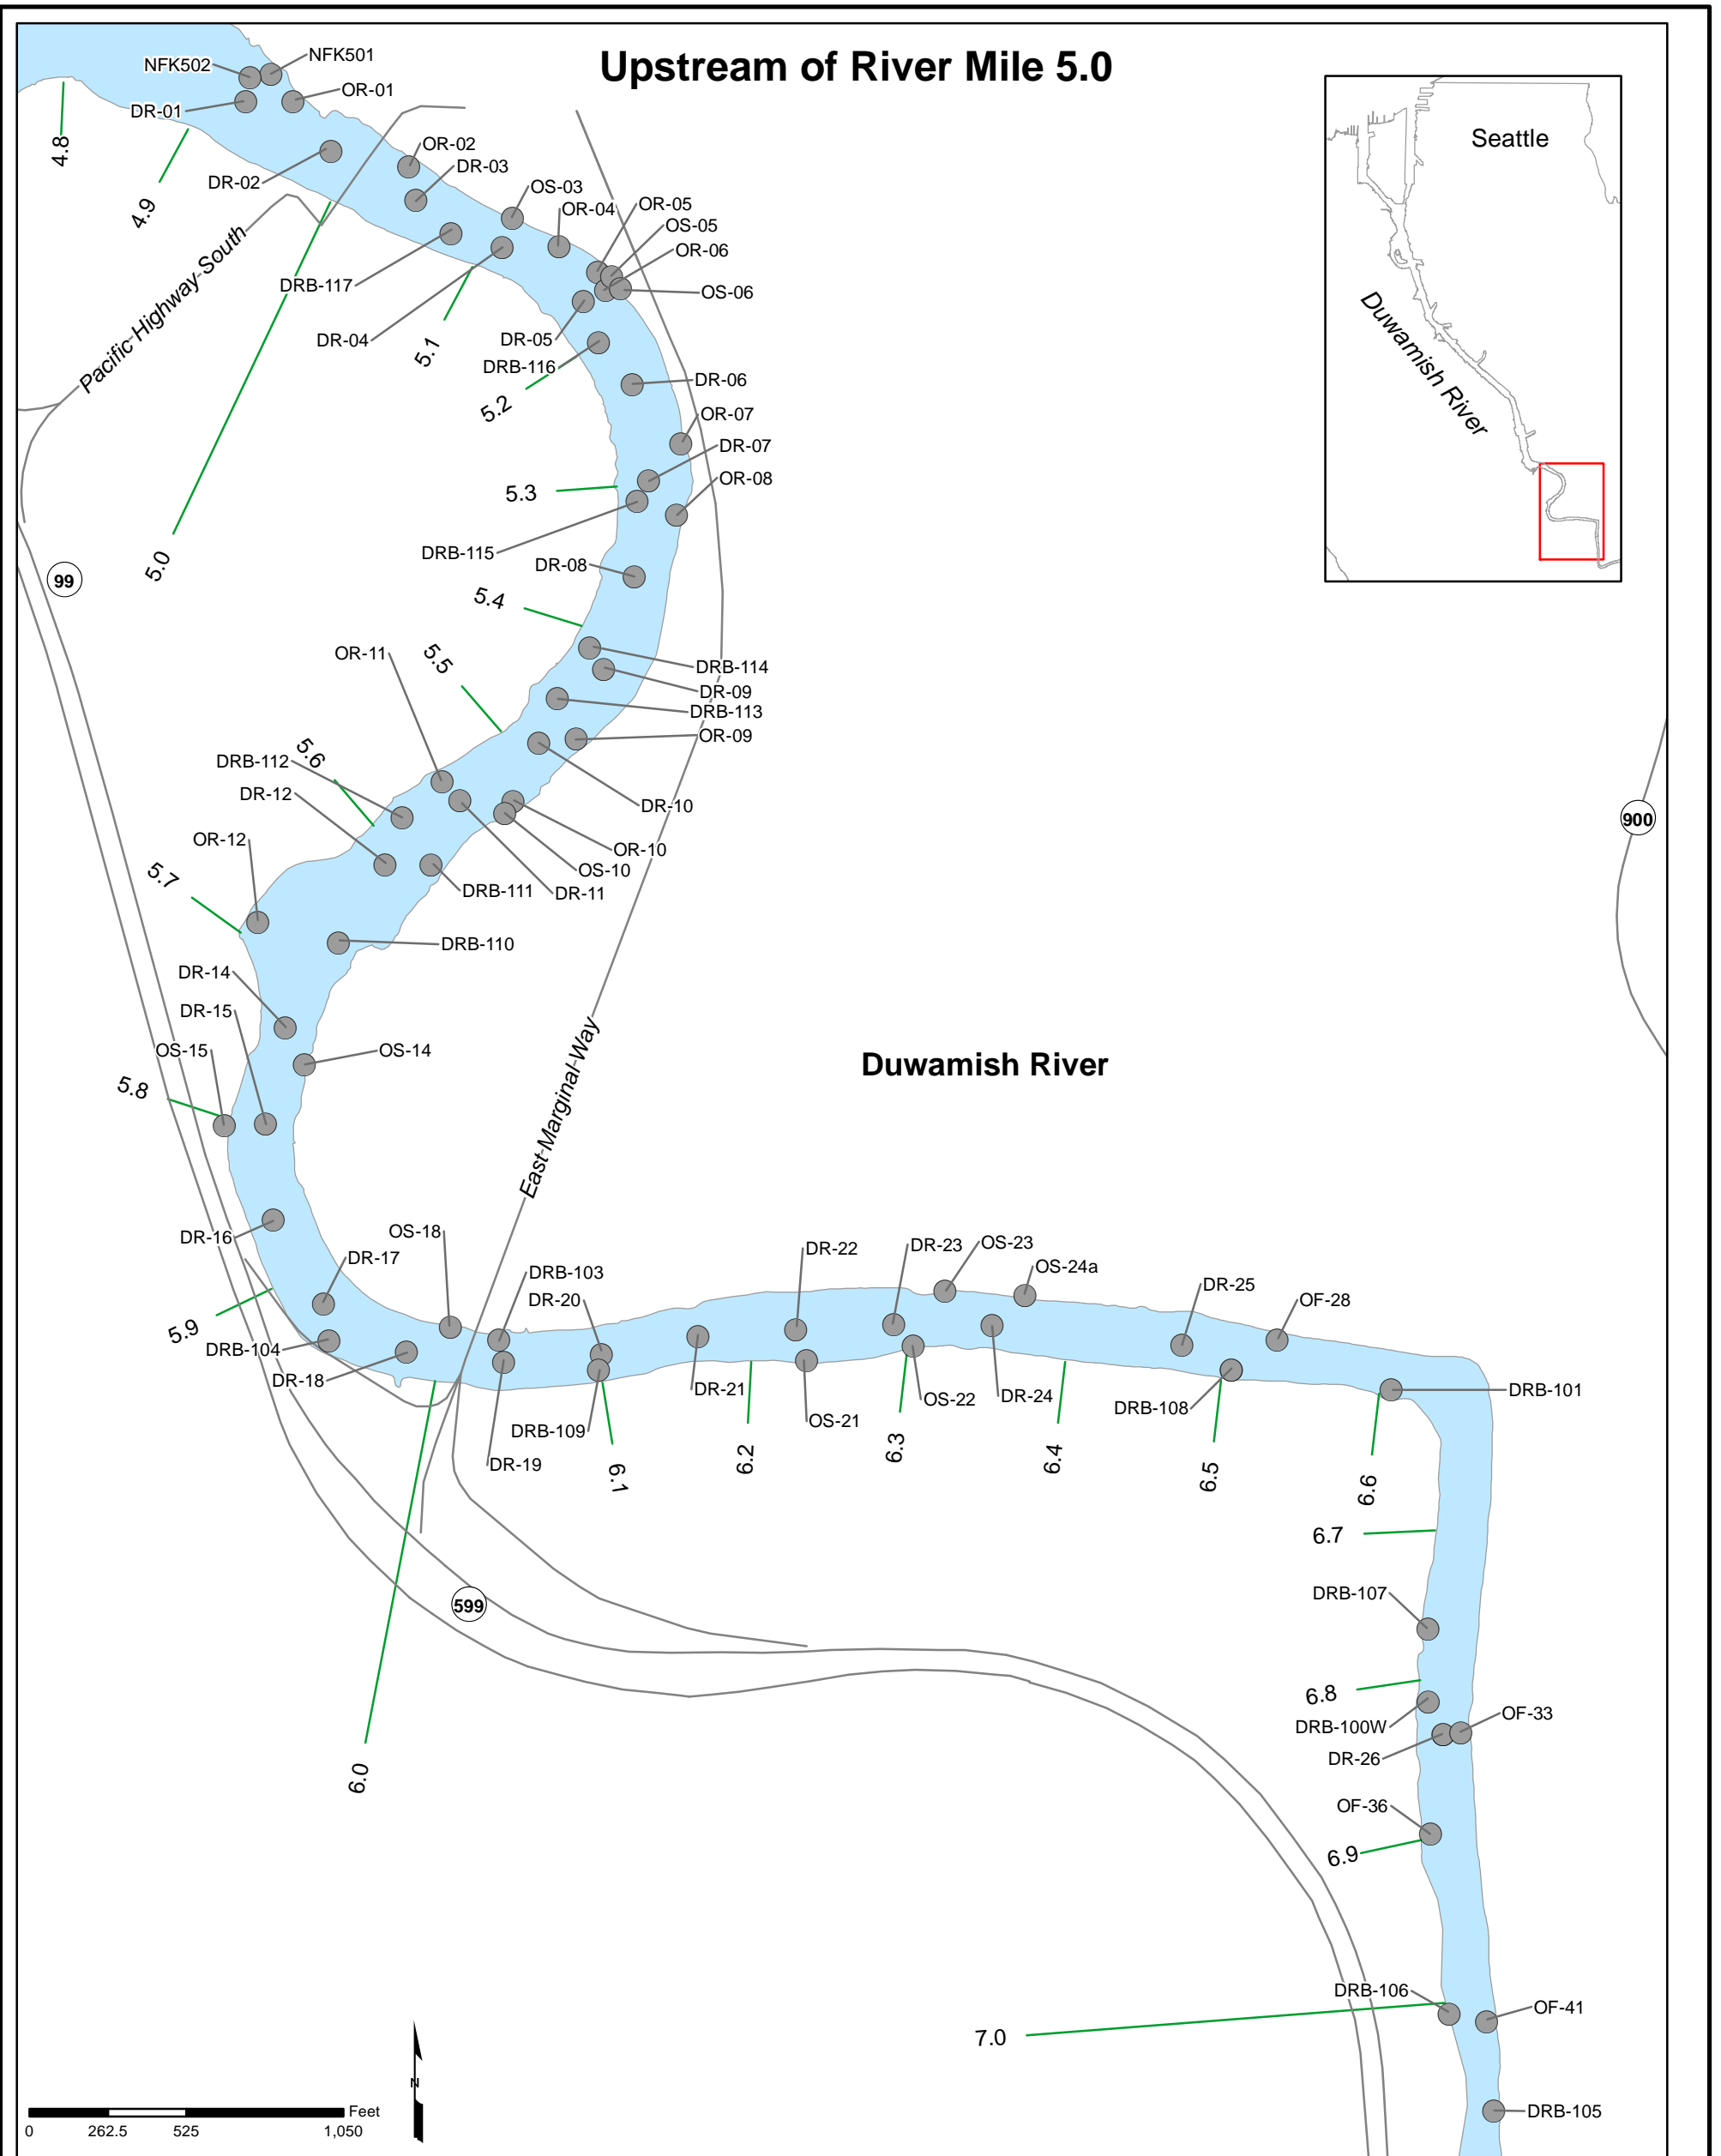 Upstream of River Mile 5.0
NFK502
NFK501
DR-01
OR-01
4.8
4.9
DR-02
OR-02
DR-03
OS-03
OR-04
OR-05
OS-05
OR-06
OS-06
Pacific Highway South
DRB-117
DR-04
5.1
DR-05
DRB-116
5.2
DR-06
OR-07
DR-07
OR-08
5.3
DRB-115
DR-08
5.0
99
5.4
Seattle
Duwamish River
OR-11
5.5
DRB-114
DR-09
DRB-113
OR-09
5.6
DRB-112
DR-12
DR-10
OR-12
OR-10
OS-10
DR-11
DRB-111
5.7
DRB-110
900
DR-14
DR-15
OS-15
OS-14
5.8
Duwamish River
East Marginal Way
DR-16
OS-18
DR-17
DRB-103
DR-20
DR-22
DR-23
OS-23
OS-24a
DR-25
OF-28
5.9
DRB-104
DR-18
DR-21
OS-21
OS-22
DR-24
DRB-108
DRB-101
DRB-109
DR-19
6.1
6.2
6.3
6.4
6.5
6.6
6.7
DRB-107
599
6.8
DRB-100W
OF-33
DR-26
6.0
OF-36
6.9
DRB-106
OF-41
7.0
N
Feet
0 262.5 525 1,050
DRB-105